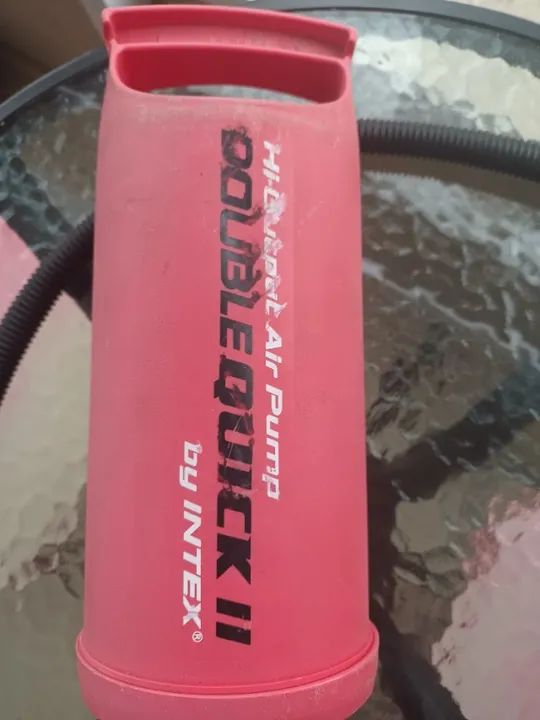 Hi-Output Air Pump
DOUBLE QUICK II
by INTEX®